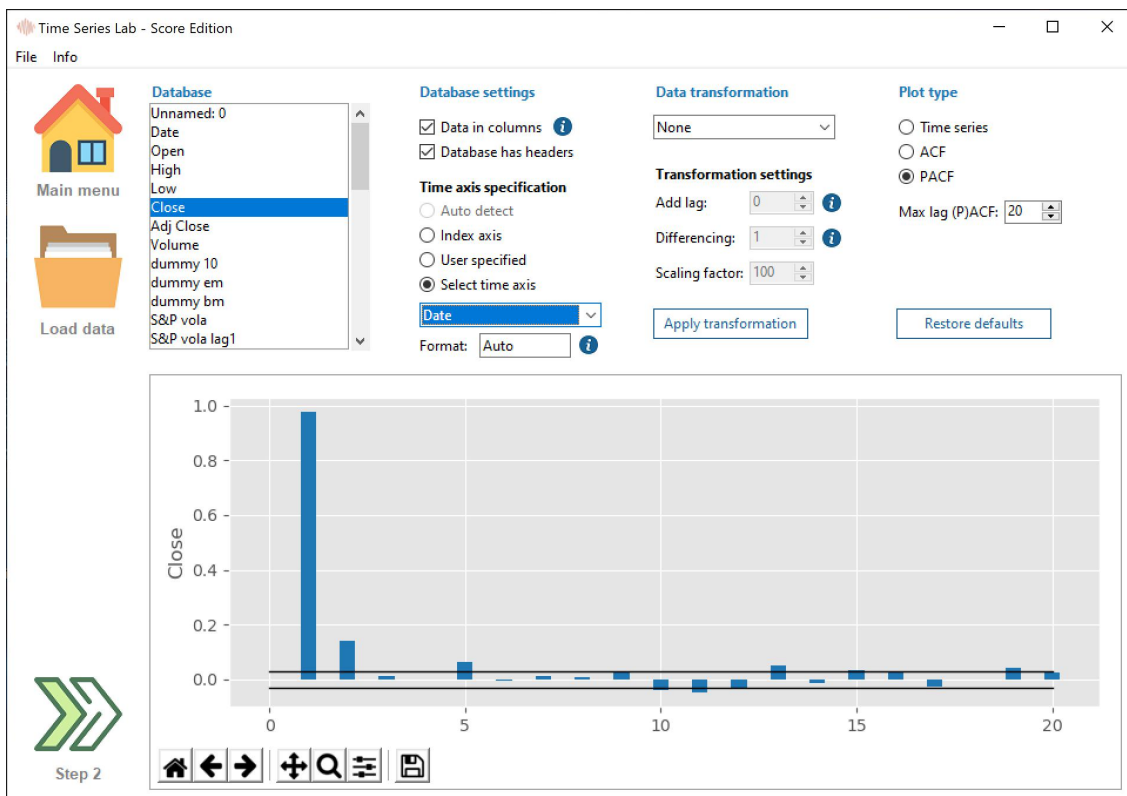 Time Series Lab - Score Edition
File Info
Main menu
Load data
Step 2
Database
Unnamed: 0
Date
Open
High
Low
Close
Adj Close
Volume
dummy 10
dummy em
dummy bm
S&P vola
S&P vola lag1
Database settings
Data in columns i
Database has headers
Time axis specification
Auto detect
Index axis
User specified
Select time axis
Date
Format: Auto i
Data transformation
None
Transformation settings
Add lag: 0 i
Differencing: 1 i
Scaling factor: 100
Apply transformation
Plot type
Time series
ACF
PACF
Max lag (P)ACF: 20
Restore defaults
Close
1.0
0.8
0.6
0.4
0.2
0.0
0 5 10 15 20